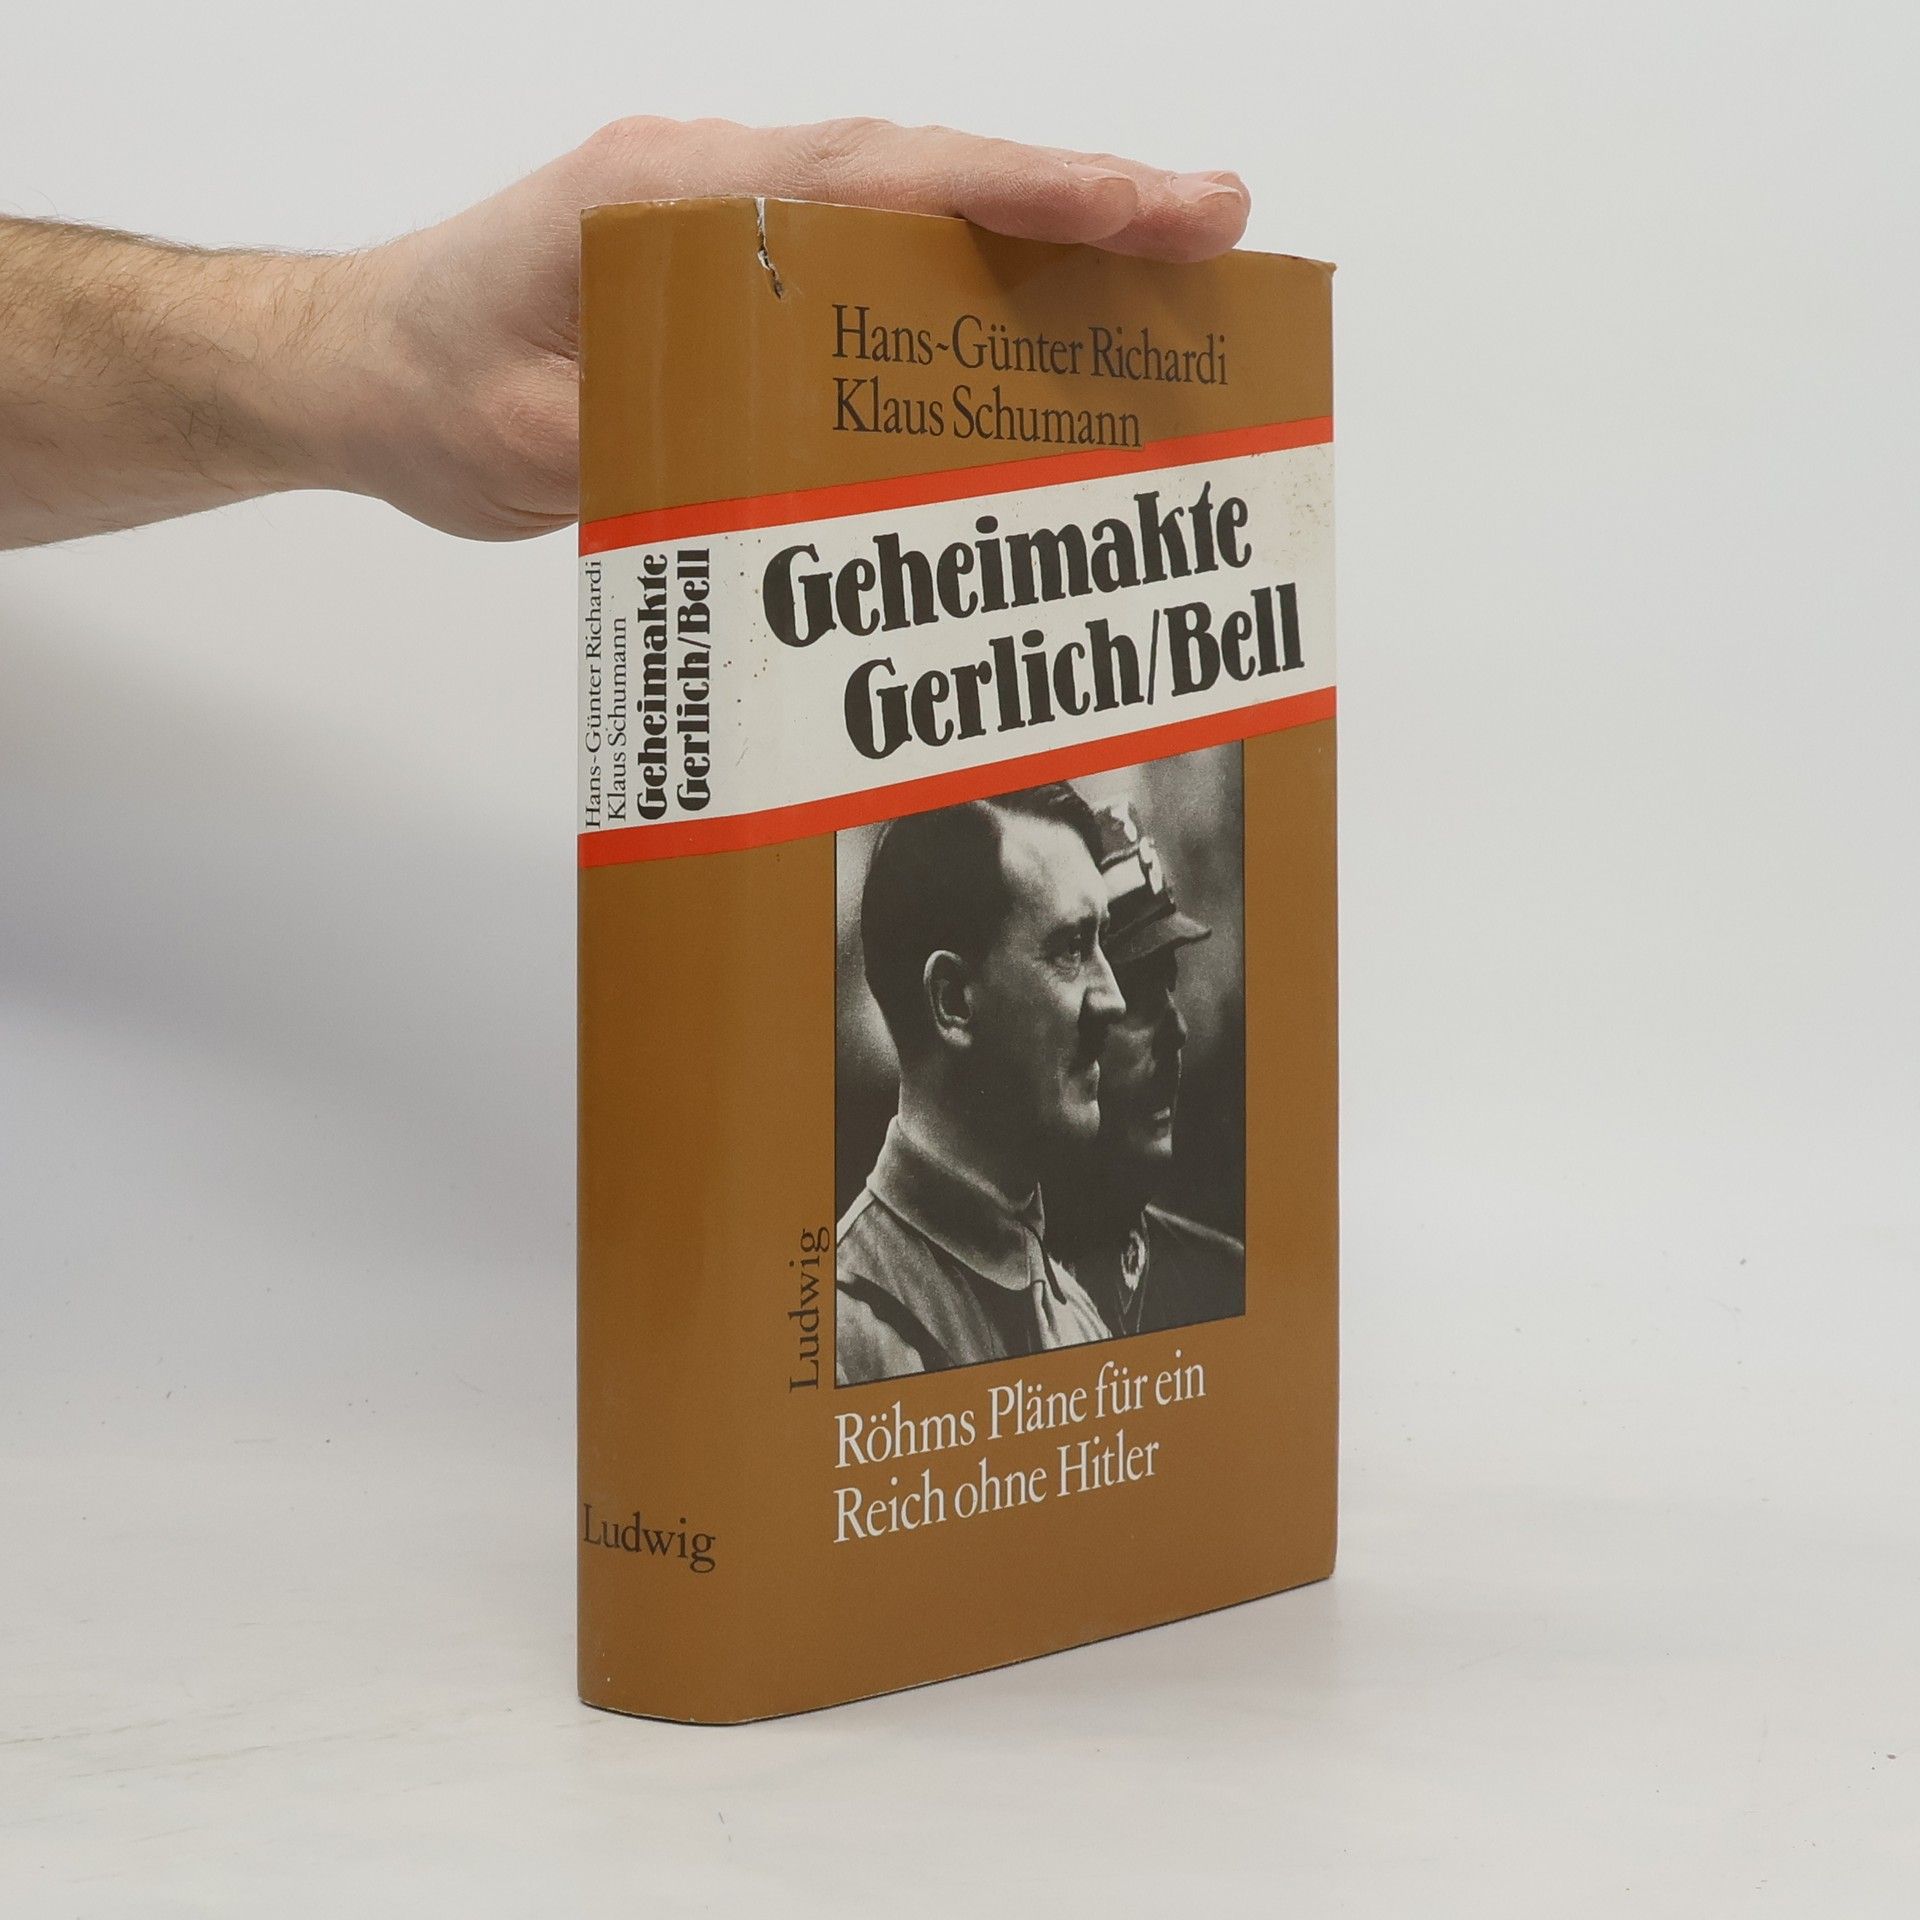 Hans-Günter Richardi
Klaus Schumann
Geheimakte
Gerlich/Bell
Ludwig
Röhms Pläne für ein
Reich ohne Hitler
Hans-Günter Richardi
Klaus Schumann
Geheimakte
Gerlich/Bell
Ludwig